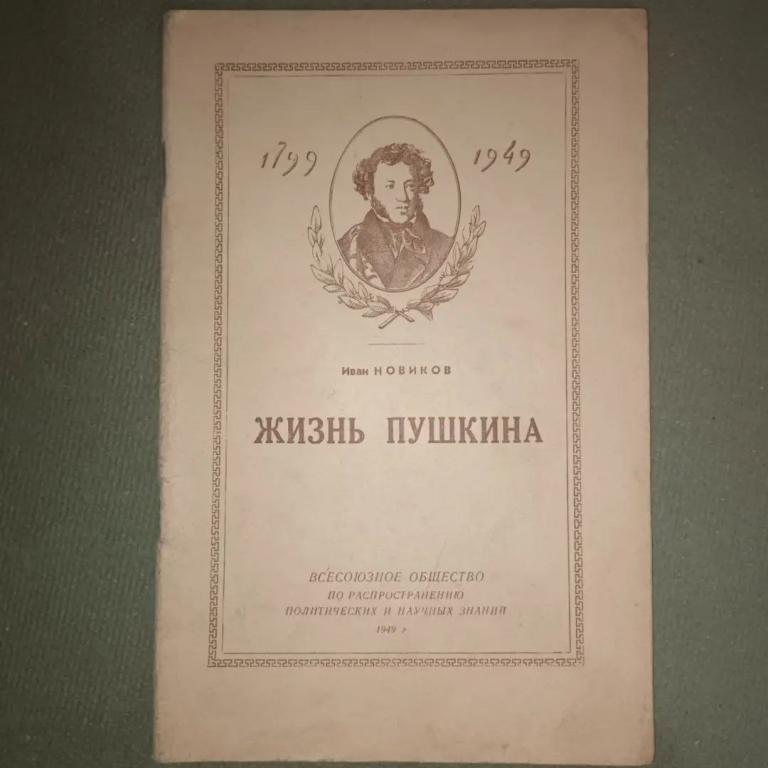 1799 1949
Иван НОВИКОВ
ЖИЗНЬ ПУШКИНА
ВСЕСОЮЗНОЕ ОБЩЕСТВО
ПО РАСПРОСТРАНЕНИЮ
ПОЛИТИЧЕСКИХ И НАУЧНЫХ ЗНАНИЙ
1949 г